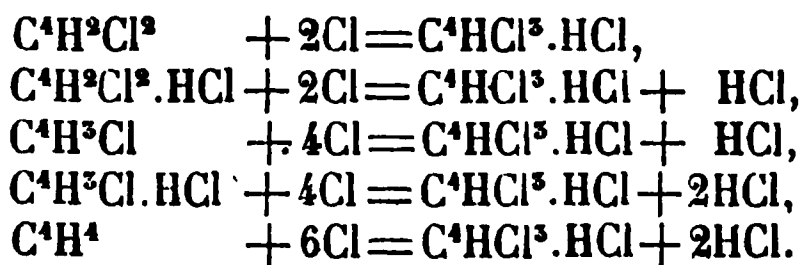 C⁴H²Cl² + 2Cl = C⁴HCl³.HCl,
C⁴H²Cl².HCl + 2Cl = C⁴HCl³.HCl + HCl,
C⁴H³Cl + 4Cl = C⁴HCl³.HCl + HCl,
C⁴H³Cl.HCl + 4Cl = C⁴HCl³.HCl + 2HCl,
C⁴H⁴ + 6Cl = C⁴HCl³.HCl + 2HCl.